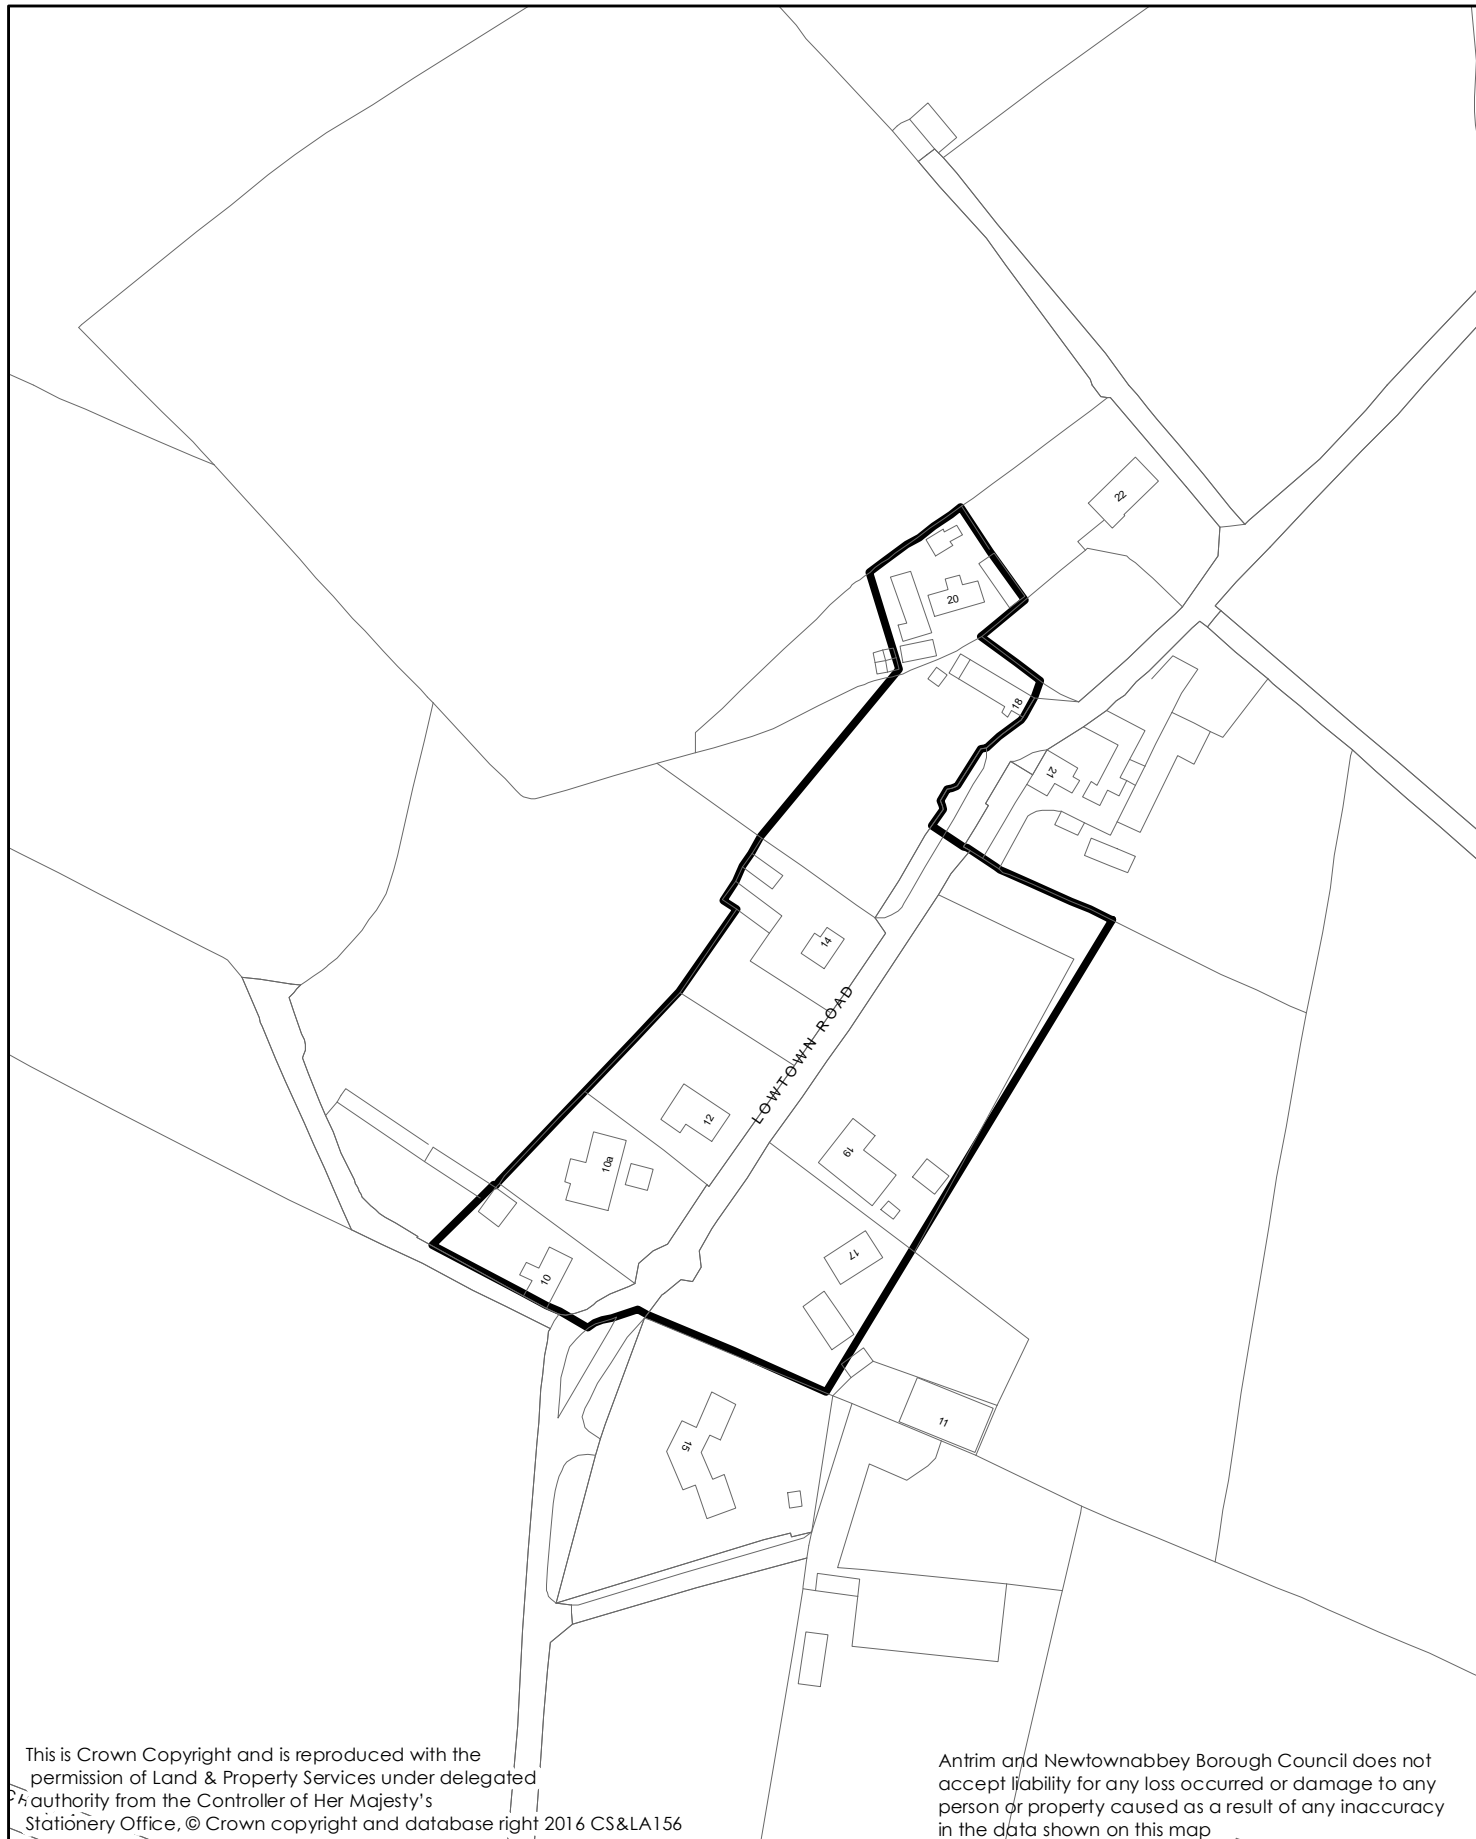 22
20
18
21
14
LOWTOWN ROAD
12
19
10a
17
10
11
15
This is Crown Copyright and is reproduced with the
permission of Land & Property Services under delegated
authority from the Controller of Her Majesty's
Stationery Office, © Crown copyright and database right 2016 CS&LA156
Antrim and Newtownabbey Borough Council does not
accept liability for any loss occurred or damage to any
person or property caused as a result of any inaccuracy
in the data shown on this map